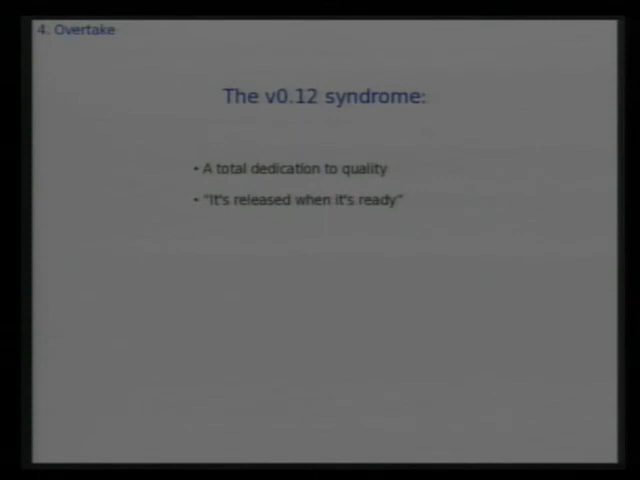 4. Overtake
The v0.12 syndrome:
• A total dedication to quality
• "It's released when it's ready"